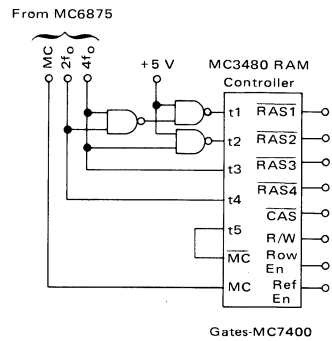 From MC6875
MC 2fo 4fo +5 V
MC3480 RAM
Controller
t1 RAS1
t2 RAS2
t3 RAS3
RAS4
t4
CAS
t5 R/W
MC Row
En
MC Ref
En
Gates-MC7400